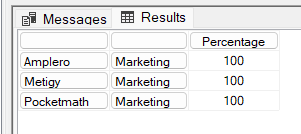 Messages Results
Percentage
Amplero Marketing 100
Metigy Marketing 100
Pocketmath Marketing 100